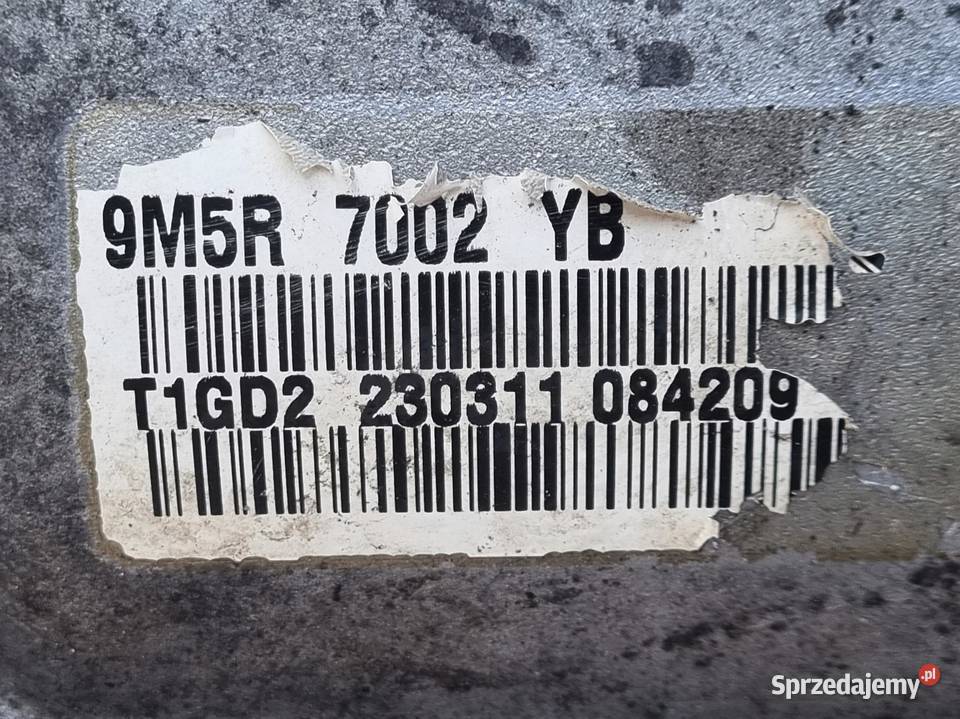 9M5R 7002 YB
T1GD2 230311 084209
Sprzedajemy.pl